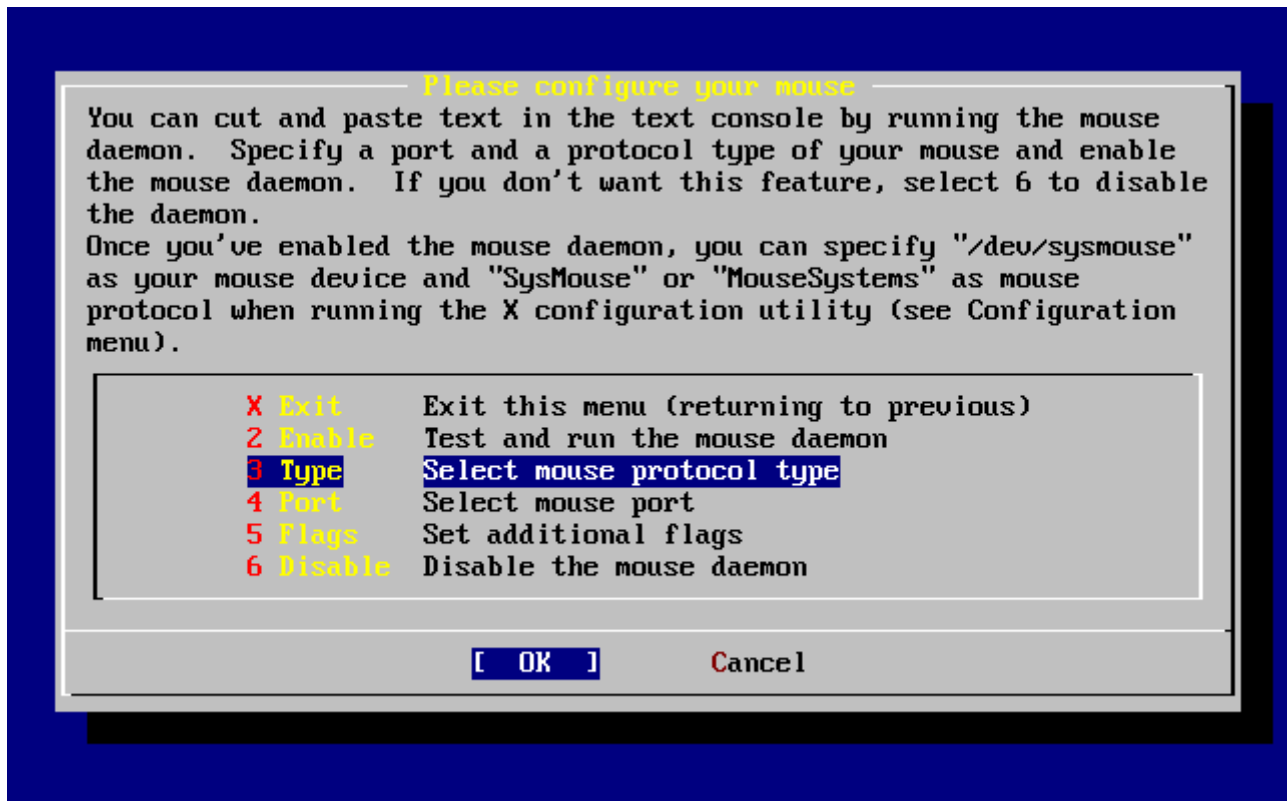 Please configure your mouse
You can cut and paste text in the text console by running the mouse
daemon.  Specify a port and a protocol type of your mouse and enable
the mouse daemon.  If you don't want this feature, select 6 to disable
the daemon.
Once you've enabled the mouse daemon, you can specify "/dev/sysmouse"
as your mouse device and "SysMouse" or "MouseSystems" as mouse
protocol when running the X configuration utility (see Configuration
menu).
X Exit     Exit this menu (returning to previous)
2 Enable   Test and run the mouse daemon
3 Type     Select mouse protocol type
4 Port     Select mouse port
5 Flags    Set additional flags
6 Disable  Disable the mouse daemon
[  OK  ]       Cancel